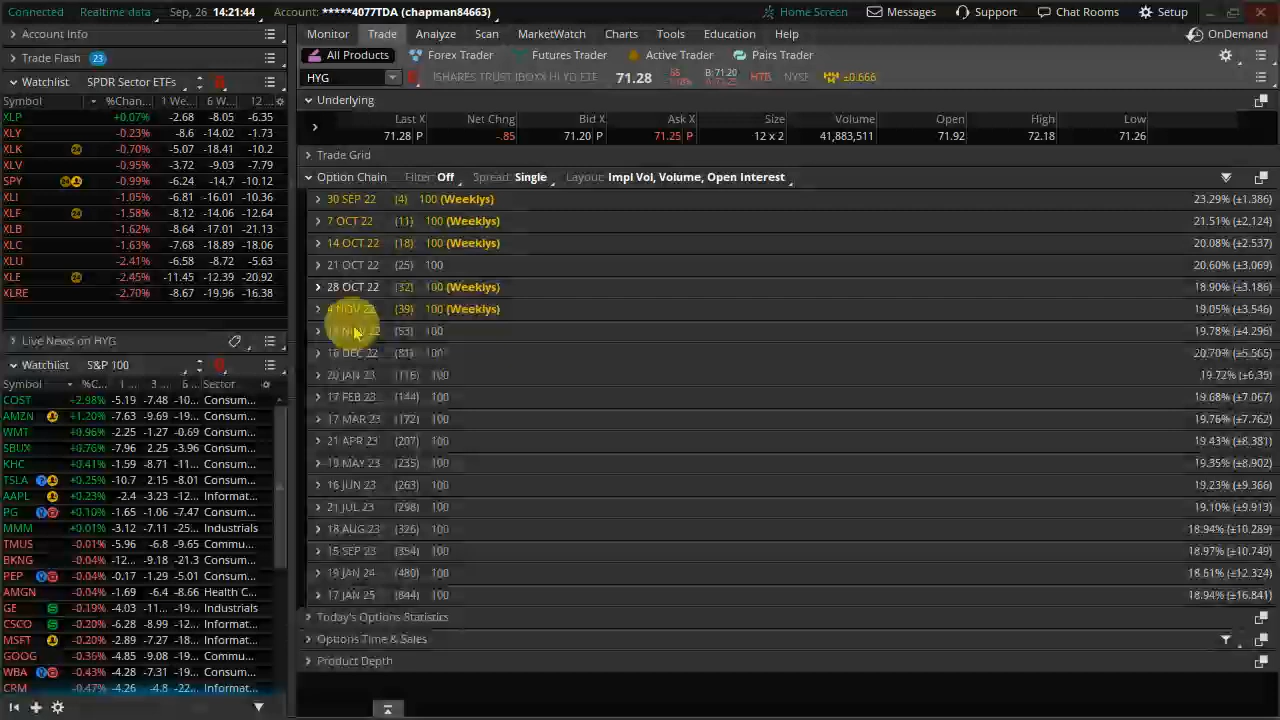 Connected Realtime data Sep, 26 14:21:44 Account: *****4077TDA (chapman84663) Home Screen Messages Support Chat Rooms Setup
Account Info
Trade Flash 23
Watchlist SPDR Sector ETFs
Symbol %Chan... 1 We... 6 W... 12 ...
XLP +0.07% -2.68 -8.05 -6.35
XLY -0.23% -8.6 -14.02 -1.73
XLK -0.70% -5.07 -18.41 -10.2
XLV -0.95% -3.72 -9.03 -7.79
SPY -0.99% -6.24 -14.7 -10.12
XLI -1.05% -6.81 -16.01 -10.36
XLF -1.58% -8.12 -14.06 -12.64
XLB -1.62% -8.64 -17.01 -21.13
XLC -1.63% -7.68 -18.89 -18.06
XLU -2.41% -6.58 -8.72 -5.63
XLE -2.45% -11.45 -12.39 -20.92
XLRE -2.70% -8.67 -19.96 -16.38
Live News on HYG
Watchlist S&P 100
Symbol %C... 1 ... 3 ... 6 ... Sector
COST +2.98% -5.19 -7.48 -10... Consum...
AMZN +1.20% -7.63 -9.69 -19... Consum...
WMT +0.96% -2.25 -1.27 -0.69 Consum...
SBUX +0.76% -7.96 2.25 -3.96 Consum...
KHC +0.41% -1.59 -8.71 -11... Consum...
TSLA +0.25% -10.7 2.15 -8.01 Consum...
AAPL +0.23% -2.4 -3.23 -12... Informat...
PG +0.10% -1.65 -1.06 -7.47 Consum...
MMM +0.01% -3.12 -7.11 -25... Industrials
TMUS -0.01% -5.96 -6.8 -9.65 Commu...
BKNG -0.04% -12... -9.18 -21.3 Consum...
PEP -0.04% -0.17 -1.29 -5.01 Consum...
AMGN -0.04% -1.69 -6.4 -8.66 Health C...
GE -0.19% -4.03 -11... -19... Industrials
CSCO -0.20% -6.28 -8.99 -12... Informat...
MSFT -0.20% -2.89 -7.27 -18... Informat...
GOOG -0.36% -4.85 -9.08 -19... Commu...
WBA -0.43% -4.28 -7.31 -19... Consum...
CRM -0.47% -4.26 -4.8 -22... Informat...
Monitor Trade Analyze Scan MarketWatch Charts Tools Education Help OnDemand
All Products Forex Trader Futures Trader Active Trader Pairs Trader
HYG ISHARES TRUST IBOXX HI YD ETF 71.28 B: 71.20 HTB NYSE ±0.666
Underlying
Last X Net Chng Bid X Ask X Size Volume Open High Low
71.28 P -.85 71.20 P 71.25 P 12 x 2 41,883,511 71.92 72.18 71.26
Trade Grid
Option Chain Filter: Off Spread: Single Layout: Impl Vol, Volume, Open Interest
30 SEP 22 (4) 100 (Weeklys) 23.29% (±1.386)
7 OCT 22 (11) 100 (Weeklys) 21.51% (±2.124)
14 OCT 22 (18) 100 (Weeklys) 20.08% (±2.537)
21 OCT 22 (25) 100 20.60% (±3.069)
28 OCT 22 (32) 100 (Weeklys) 18.90% (±3.186)
4 NOV 22 (39) 100 (Weeklys) 19.05% (±3.546)
18 NOV 22 (53) 100 19.78% (±4.296)
16 DEC 22 (81) 100 20.70% (±5.565)
20 JAN 23 (116) 100 19.72% (±6.35)
17 FEB 23 (144) 100 19.68% (±7.067)
17 MAR 23 (172) 100 19.76% (±7.762)
21 APR 23 (207) 100 19.43% (±8.381)
19 MAY 23 (235) 100 19.35% (±8.902)
16 JUN 23 (263) 100 19.23% (±9.366)
21 JUL 23 (298) 100 19.10% (±9.913)
18 AUG 23 (326) 100 18.94% (±10.289)
15 SEP 23 (354) 100 18.97% (±10.749)
19 JAN 24 (480) 100 18.61% (±12.324)
17 JAN 25 (844) 100 18.94% (±16.841)
Today's Options Statistics
Options Time & Sales
Product Depth